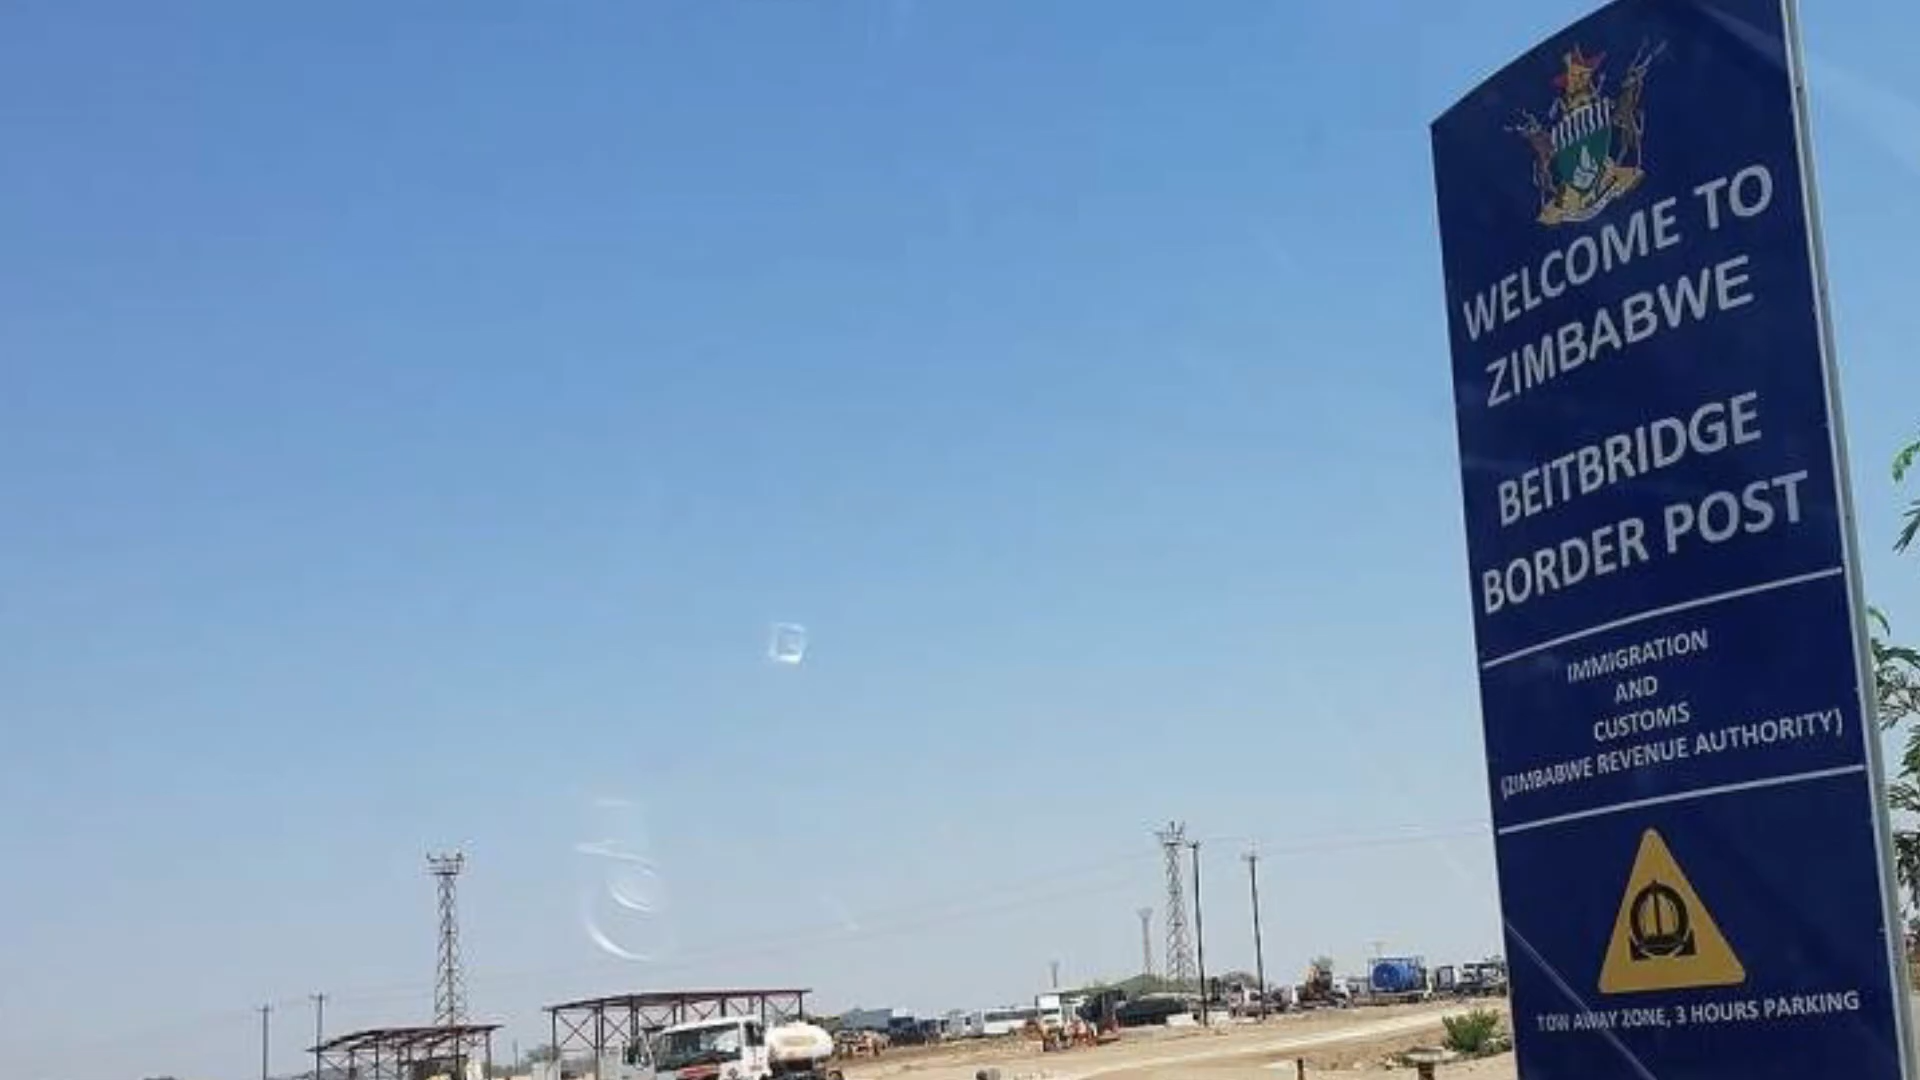 WELCOME TO
ZIMBABWE
BEITBRIDGE
BORDER POST
IMMIGRATION
AND
CUSTOMS
(ZIMBABWE REVENUE AUTHORITY)
TOW AWAY ZONE, 3 HOURS PARKING